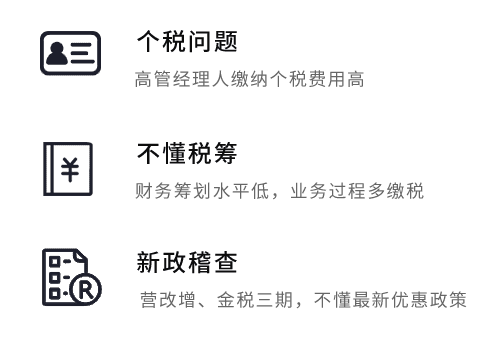 个税问题
高管经理人缴纳个税费用高
¥
不懂税筹
财务筹划水平低，业务过程多缴税
新政稽查
R
营改增、金税三期，不懂最新优惠政策